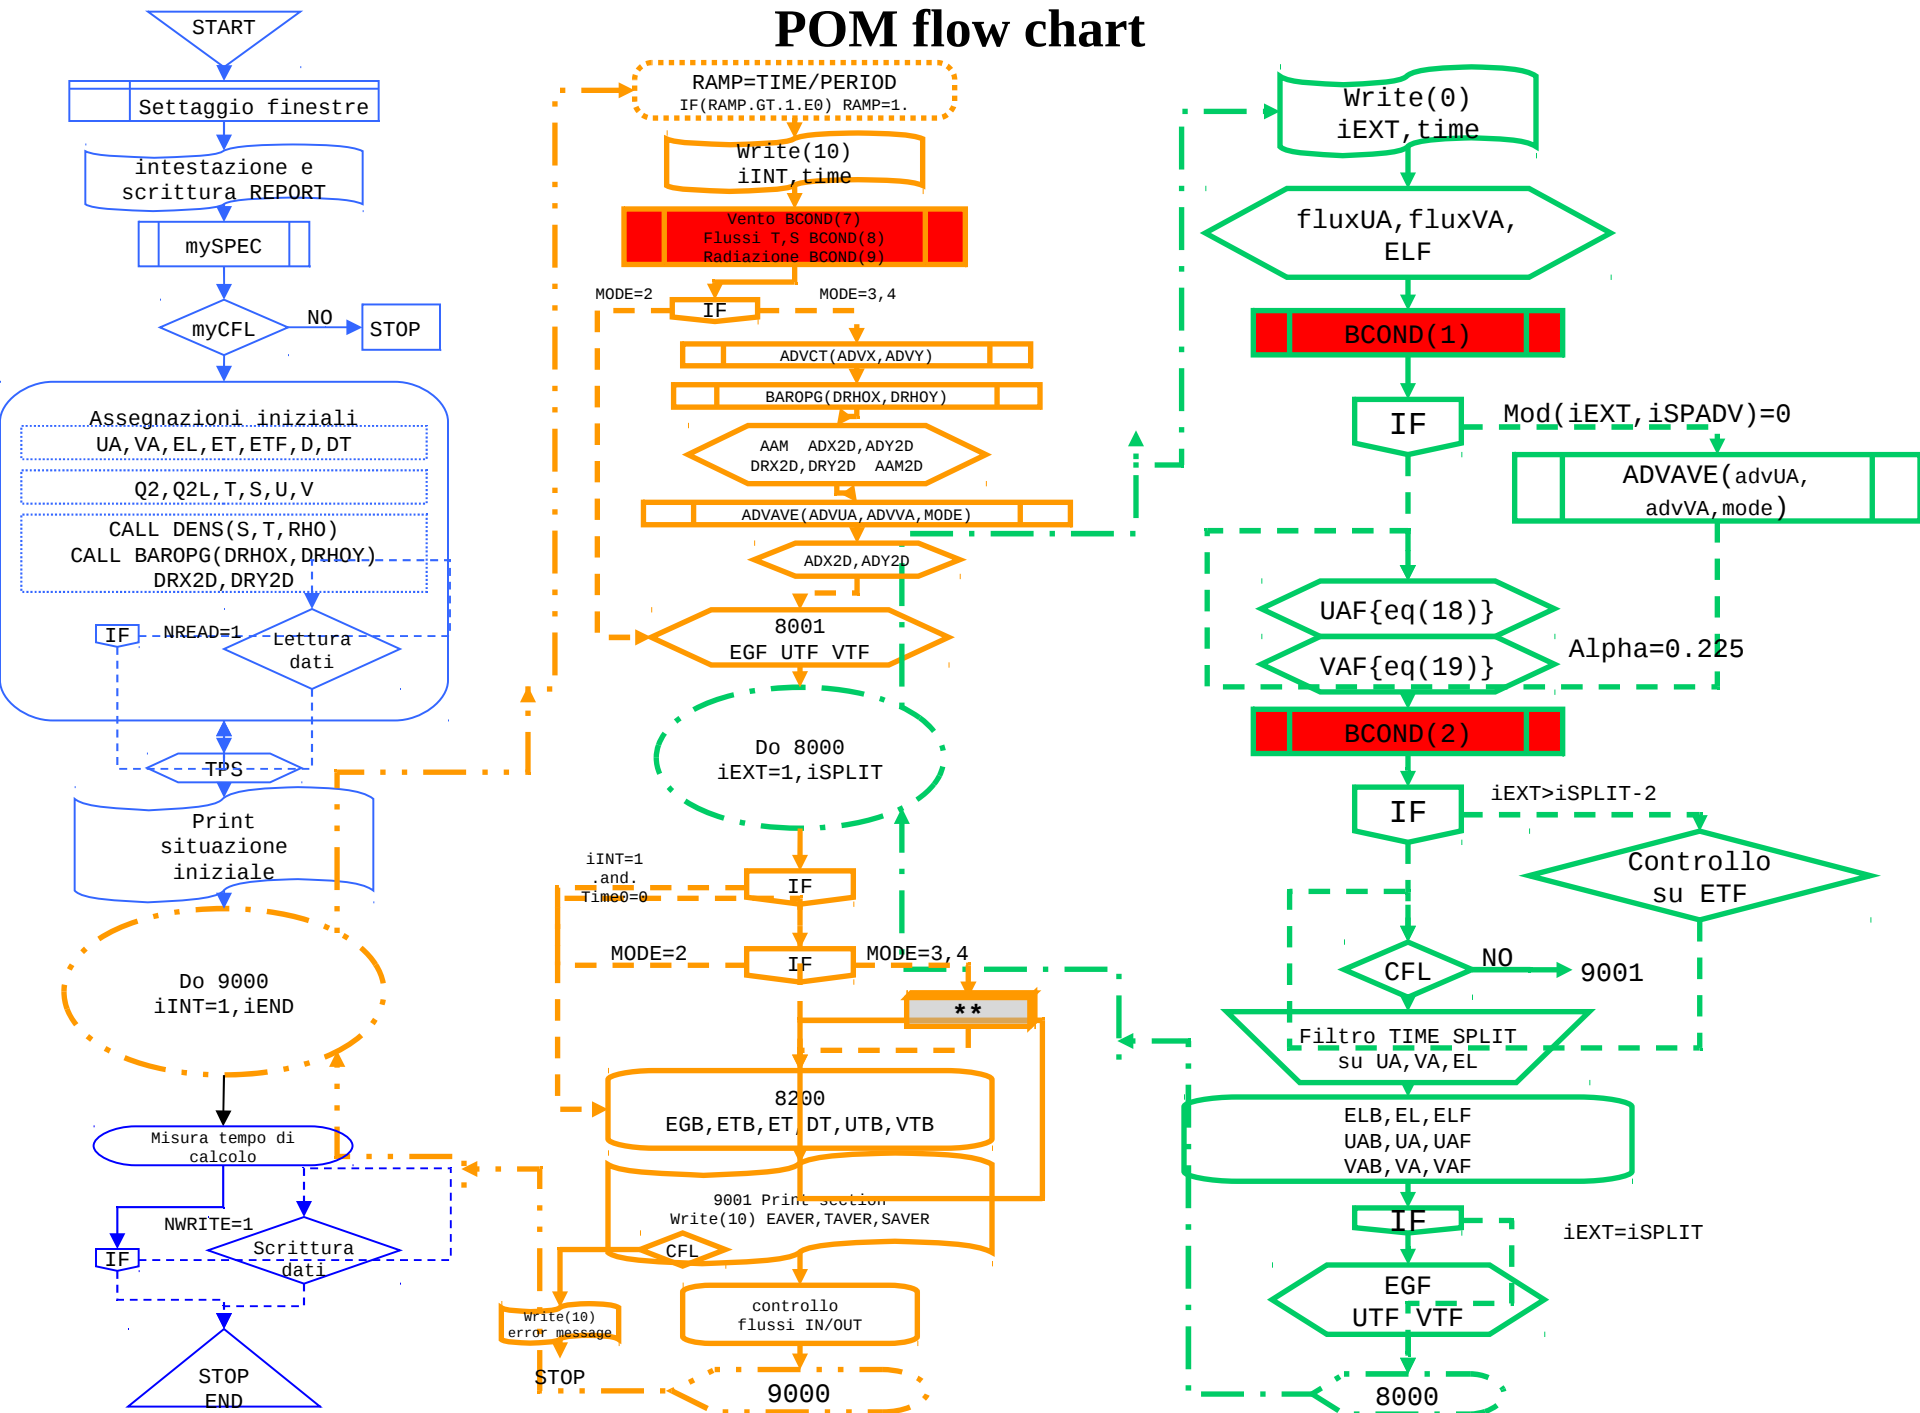 POM flow chart
START
Settaggio finestre
intestazione e
scrittura REPORT
mySPEC
myCFL
NO
STOP
Assegnazioni iniziali
UA,VA,EL,ET,ETF,D,DT
Q2,Q2L,T,S,U,V
CALL DENS(S,T,RHO)
CALL BAROPG(DRHOX,DRHOY)
DRX2D,DRY2D
IF
NREAD=1
Lettura
dati
TPS
Print
situazione
iniziale
Do 9000
iINT=1,iEND
Misura tempo di
calcolo
NWRITE=1
IF
Scrittura
dati
STOP
END
RAMP=TIME/PERIOD
IF(RAMP.GT.1.E0) RAMP=1.
Write(10)
iINT,time
Vento BCOND(7)
Flussi T,S BCOND(8)
Radiazione BCOND(9)
MODE=2
IF
MODE=3,4
ADVCT(ADVX,ADVY)
BAROPG(DRHOX,DRHOY)
AAM ADX2D,ADY2D
DRX2D,DRY2D AAM2D
ADVAVE(ADVUA,ADVVA,MODE)
ADX2D,ADY2D
8001
EGF UTF VTF
Do 8000
iEXT=1,iSPLIT
iINT=1
.and.
Time0=0
IF
MODE=2
IF
MODE=3,4
**
8200
EGB,ETB,ET,DT,UTB,VTB
9001 Print section
Write(10) EAVER,TAVER,SAVER
CFL
Write(10)
error message
STOP
controllo
flussi IN/OUT
9000
Write(0)
iEXT,time
fluxUA,fluxVA,
ELF
BCOND(1)
IF
Mod(iEXT,iSPADV)=0
ADVAVE(advUA,
advVA,mode)
UAF{eq(18)}
VAF{eq(19)}
Alpha=0.225
BCOND(2)
IF
iEXT>iSPLIT-2
Controllo
su ETF
CFL
NO
9001
Filtro TIME SPLIT
su UA,VA,EL
ELB,EL,ELF
UAB,UA,UAF
VAB,VA,VAF
IF
iEXT=iSPLIT
EGF
UTF VTF
8000